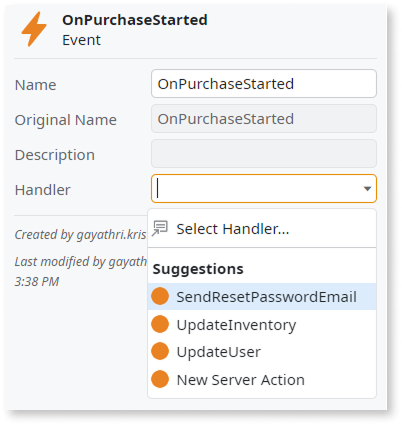 OnPurchaseStarted
Event
Name OnPurchaseStarted
Original Name OnPurchaseStarted
Description
Handler
Select Handler...
Created by gayathri.kris
Last modified by gayath
3:38 PM
Suggestions
SendResetPasswordEmail
UpdateInventory
UpdateUser
New Server Action